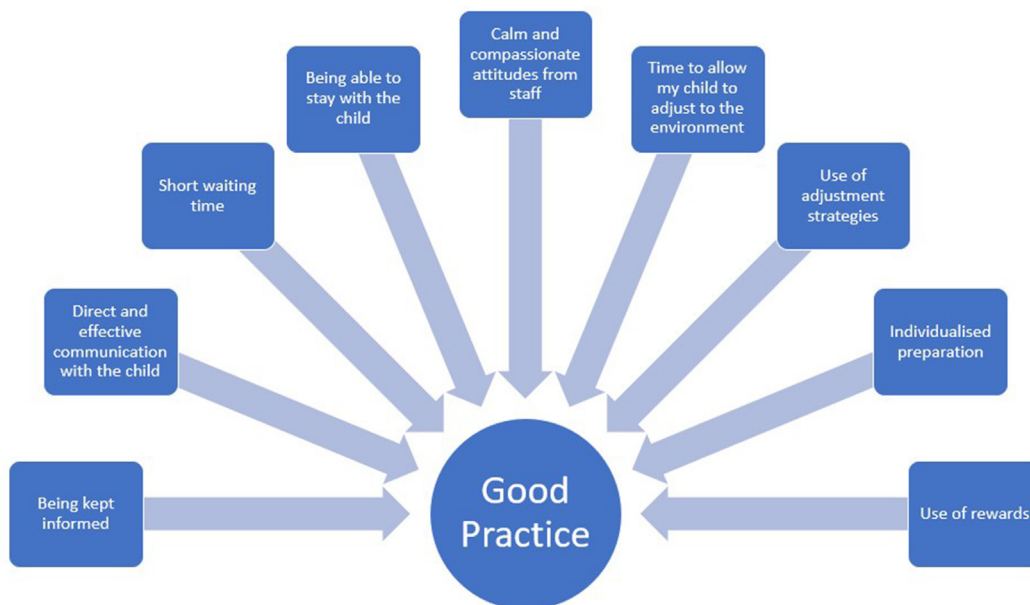 Calm and
compassionate
attitudes from
staff
Being able to
stay with the
child
Time to allow
my child to
adjust to the
environment
Short waiting
time
Use of
adjustment
strategies
Direct and
effective
communication
with the child
Individualised
preparation
Being kept
informed
Good
Practice
Use of rewards